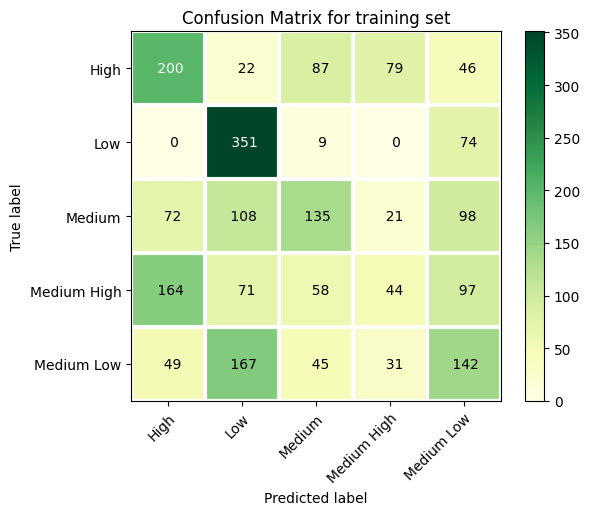 Confusion Matrix for training set
High 200 22 87 79 46
Low 0 351 9 0 74
Medium 72 108 135 21 98
Medium High 164 71 58 44 97
Medium Low 49 167 45 31 142
True label
High Low Medium Medium High Medium Low
Predicted label
350
300
250
200
150
100
50
0